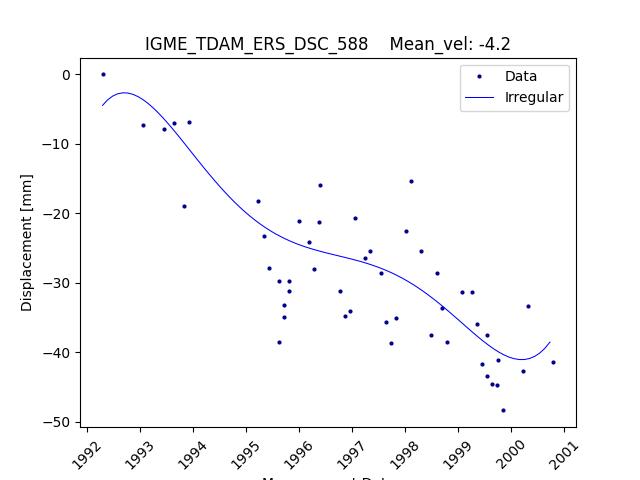 IGME_TDAM_ERS_DSC_588    Mean_vel: -4.2
Data
Irregular
Displacement [mm]
0
−10
−20
−30
−40
−50
1992 1993 1994 1995 1996 1997 1998 1999 2000 2001